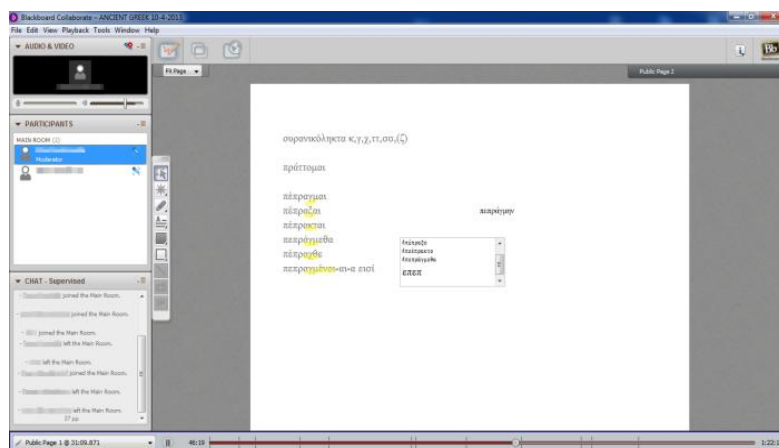 Blackboard Collaborate – ANCIENT GREEK 10-4-2013
File Edit View Playback Tools Window Help
AUDIO & VIDEO
Fit Page
Public Page 2
PARTICIPANTS
MAIN ROOM (2)
Moderator
CHAT - Supervised
joined the Main Room.
joined the Main Room.
joined the Main Room.
left the Main Room.
left the Main Room.
joined the Main Room.
left the Main Room.
left the Main Room.
ουρανικόληκτα κ,γ,χ,ττ,σσ,(ζ)
πράττομαι
πέπραγμαι
πέπραξαι
πέπρακται
πεπράγμεθα
πέπραχθε
πεπραγμένοι-αι-α εισί
πεπράγμην
επεπ
Public Page 1 @ 31:09.871
46:19